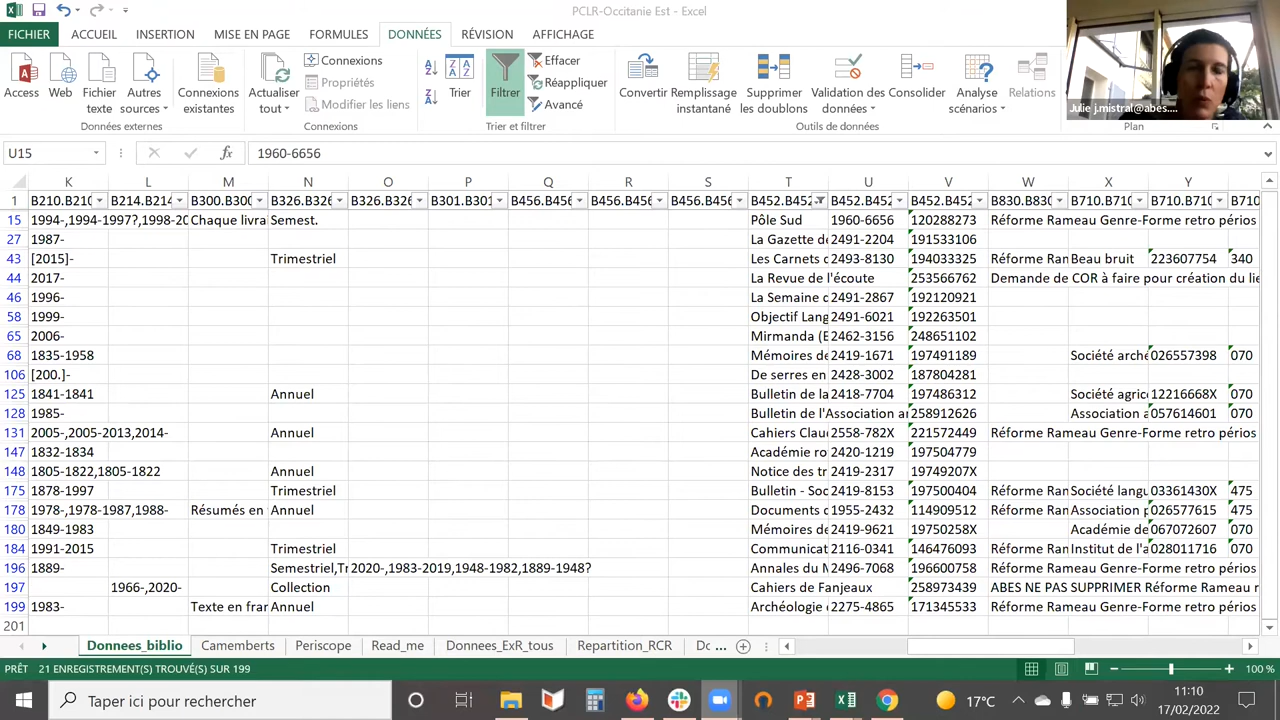 PCLR-Occitanie Est - Excel
FICHIER ACCUEIL INSERTION MISE EN PAGE FORMULES DONNÉES RÉVISION AFFICHAGE
Access
Web
Fichier texte
Autres sources
Données externes
Connexions existantes
Actualiser tout
Connexions
Propriétés
Modifier les liens
Connexions
Trier
Filtrer
Effacer
Réappliquer
Avancé
Trier et filtrer
Convertir
Remplissage instantané
Supprimer les doublons
Validation des données
Consolider
Analyse scénarios
Relations
Outils de données
Plan
Julie j.mistral@abes....
U15 fx 1960-6656
K L M N O P Q R S T U V W X Y
1 B210.B210 B214.B214 B300.B300 B326.B326 B326.B326 B301.B301 B456.B456 B456.B456 B456.B456 B452.B452 B452.B452 B452.B452 B830.B830 B710.B710 B710.B710 B710
15 1994-,1994-1997?,1998-20 Chaque livrai Semest. Pôle Sud 1960-6656 120288273 Réforme Rameau Genre-Forme retro périos
27 1987- La Gazette de 2491-2204 191533106
43 [2015]- Trimestriel Les Carnets d 2493-8130 194033325 Réforme Ram Beau bruit 223607754 340
44 2017- La Revue de l'écoute 253566762 Demande de COR à faire pour création du lie
46 1996- La Semaine d 2491-2867 192120921
58 1999- Objectif Lang 2491-6021 192263501
65 2006- Mirmanda (E 2462-3156 248651102
68 1835-1958 Mémoires de 2419-1671 197491189 Société arché 026557398 070
106 [200.]- De serres en 2428-3002 187804281
125 1841-1841 Annuel Bulletin de la 2418-7704 197486312 Société agric 12216668X 070
128 1985- Bulletin de l'Association ar 258912626 Association a 057614601 070
131 2005-,2005-2013,2014- Annuel Cahiers Clau 2558-782X 221572449 Réforme Rameau Genre-Forme retro périos
147 1832-1834 Académie ro 2420-1219 197504779
148 1805-1822,1805-1822 Annuel Notice des tr 2419-2317 19749207X
175 1878-1997 Trimestriel Bulletin - Soc 2419-8153 197500404 Réforme Ram Société langu 03361430X 475
178 1978-,1978-1987,1988- Résumés en Annuel Documents d 1955-2432 114909512 Réforme Ram Association p 026577615 475
180 1849-1983 Mémoires de 2419-9621 19750258X Académie de 067072607 070
184 1991-2015 Trimestriel Communicat 2116-0341 146476093 Réforme Ram Institut de l'a 028011716 070
196 1889- Semestriel,Tr 2020-,1983-2019,1948-1982,1889-1948? Annales du M 2496-7068 196600758 Réforme Rameau Genre-Forme retro périos
197 1966-,2020- Collection Cahiers de Fanjeaux 258973439 ABES NE PAS SUPPRIMER Réforme Rameau r
199 1983- Texte en fran Annuel Archéologie 2275-4865 171345533 Réforme Rameau Genre-Forme retro périos
201
Donnees_biblio Camemberts Periscope Read_me Donnees_ExR_tous Repartition_RCR Dc ...
PRÊT 21 ENREGISTREMENT(S) TROUVÉ(S) SUR 199 100 %
Taper ici pour rechercher 17°C 11:10
17/02/2022